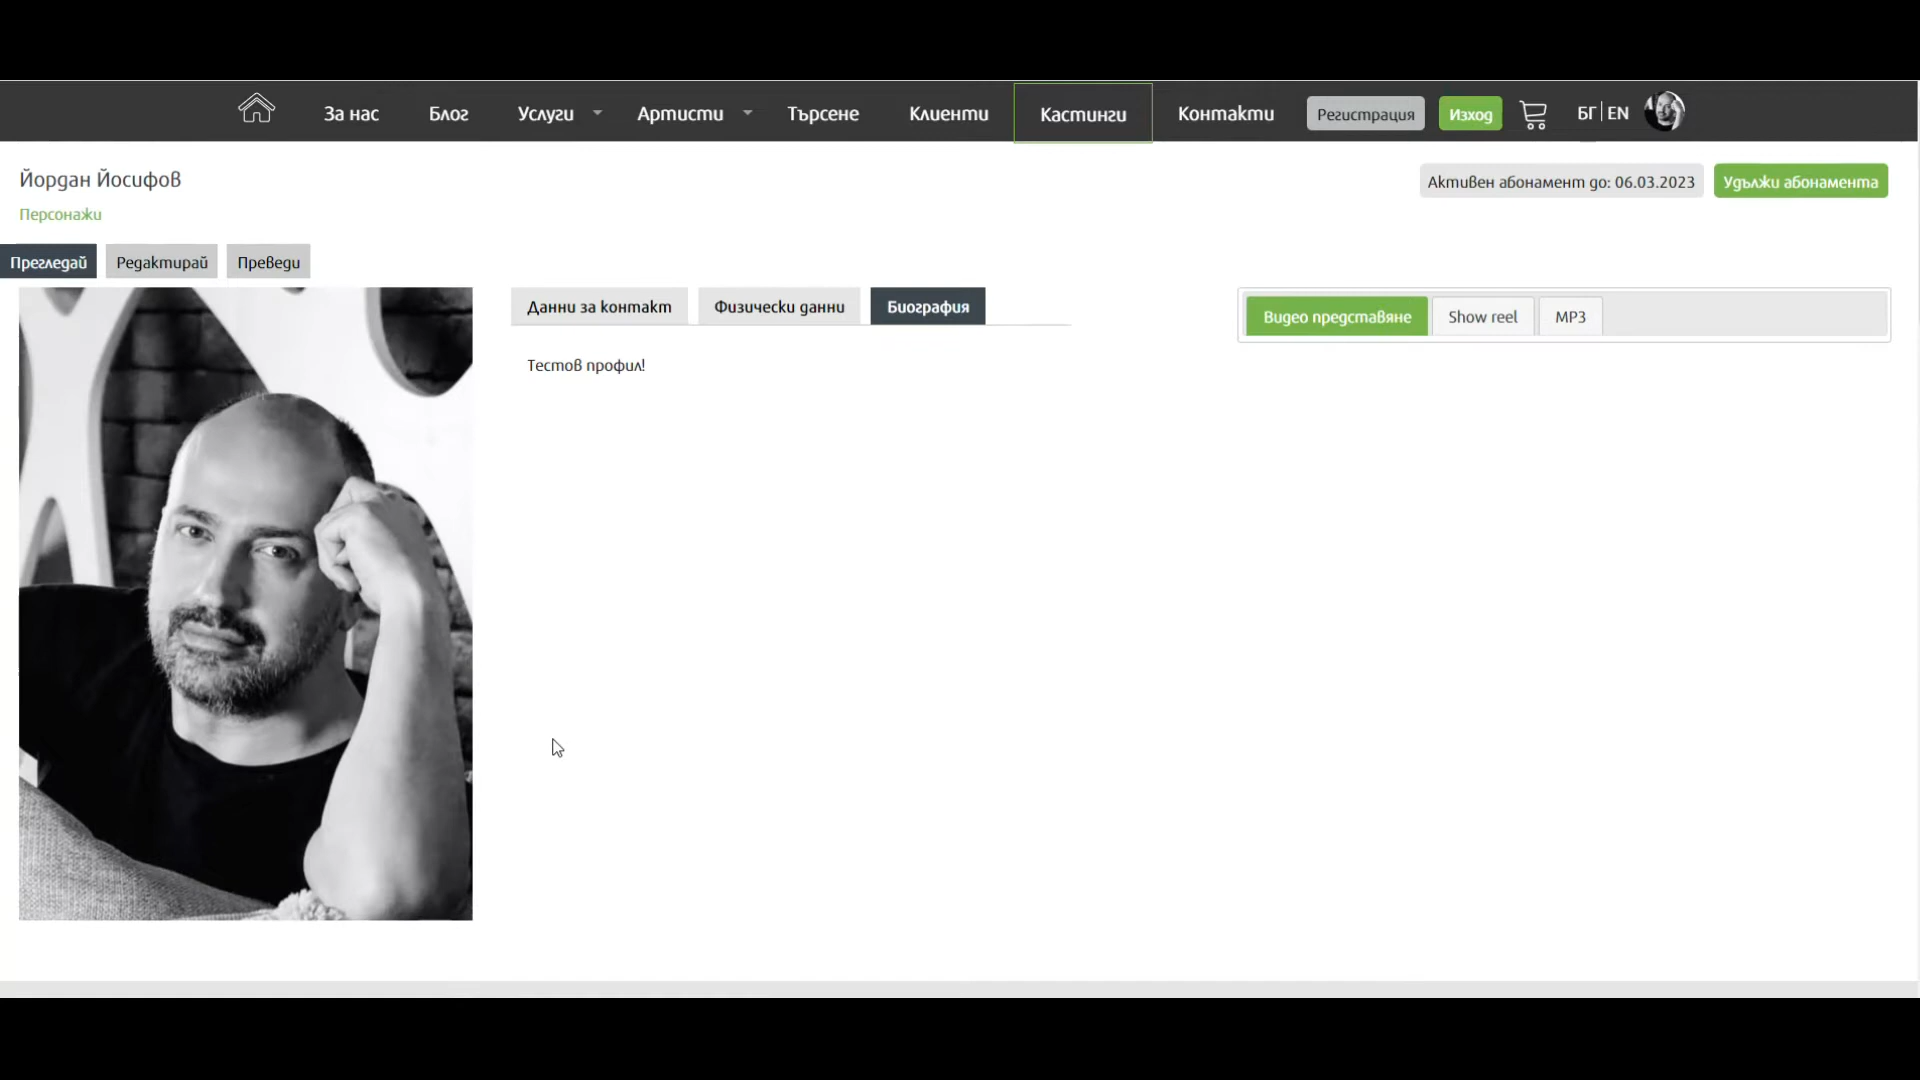 За нас Блог Услуги Артисти Търсене Клиенти Кастинги Контакти Регистрация Изход БГ|EN
Йордан Йосифов
Активен абонамент до: 06.03.2023 Удължи абонамента
Персонажи
Прегледай Редактирай Преведи
Данни за контакт Физически данни Биография
Видео представяне Show reel MP3
Тестов профил!